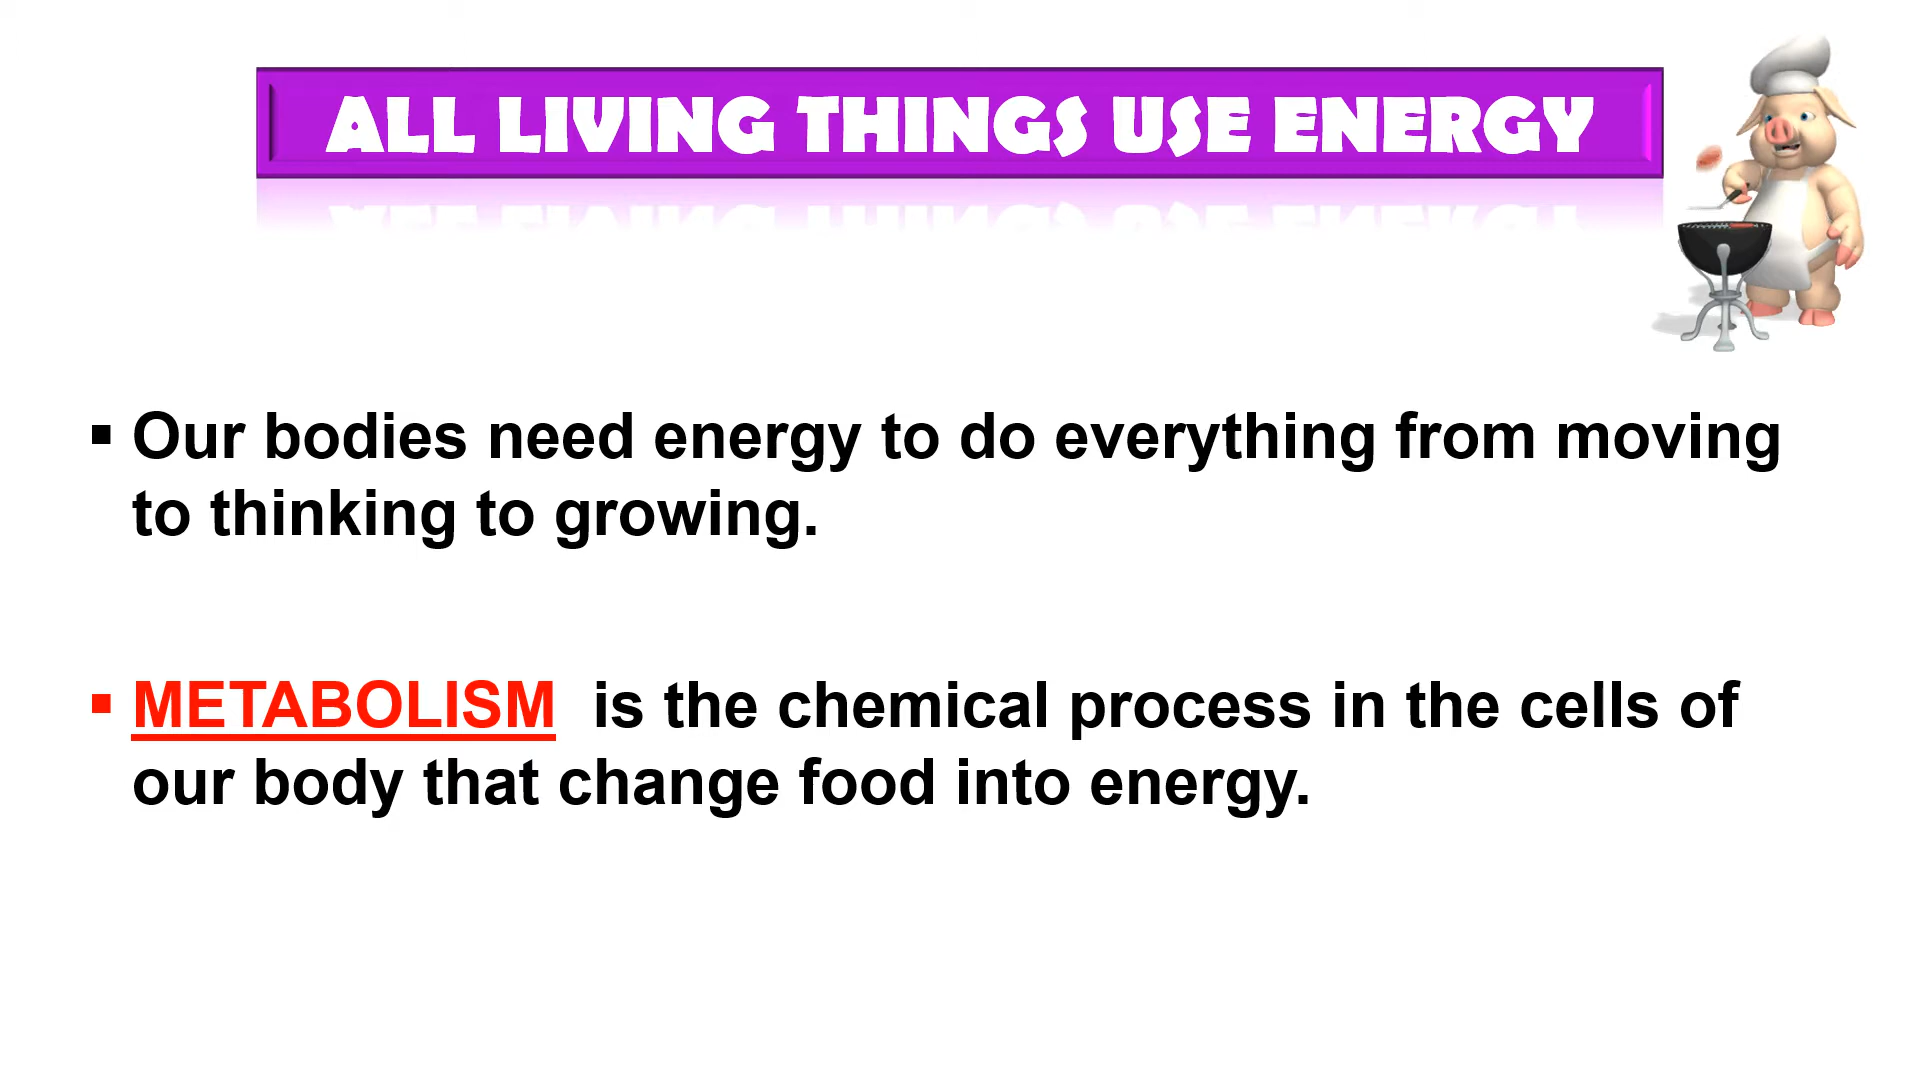 ALL LIVING THINGS USE ENERGY
▪ Our bodies need energy to do everything from moving
to thinking to growing.
▪ METABOLISM is the chemical process in the cells of
our body that change food into energy.